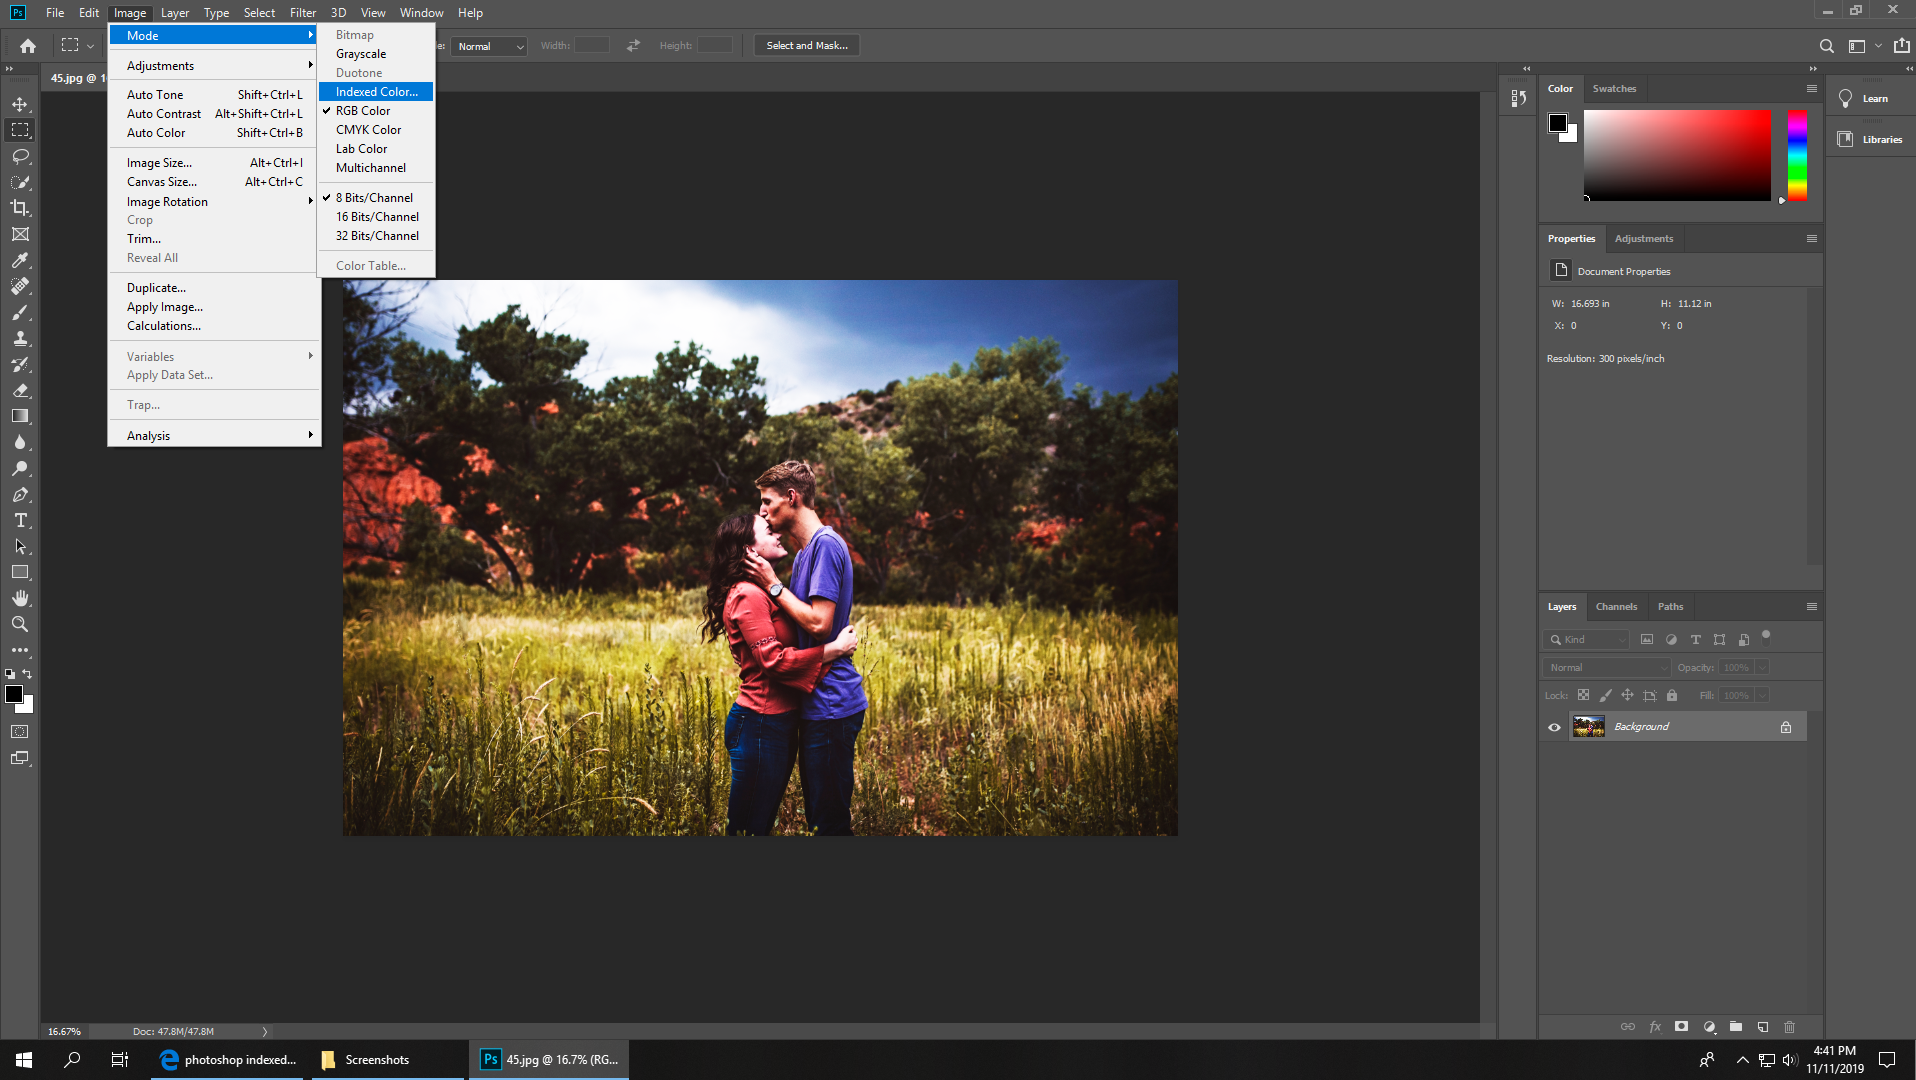 Ps File Edit Image Layer Type Select Filter 3D View Window Help
Normal Width: Height: Select and Mask...
45.jpg @ 1
Mode
Adjustments
Auto Tone Shift+Ctrl+L
Auto Contrast Alt+Shift+Ctrl+L
Auto Color Shift+Ctrl+B
Image Size... Alt+Ctrl+I
Canvas Size... Alt+Ctrl+C
Image Rotation
Crop
Trim...
Reveal All
Duplicate...
Apply Image...
Calculations...
Variables
Apply Data Set...
Trap...
Analysis
Bitmap
Grayscale
Duotone
Indexed Color...
RGB Color
CMYK Color
Lab Color
Multichannel
8 Bits/Channel
16 Bits/Channel
32 Bits/Channel
Color Table...
Color Swatches
Learn
Libraries
Properties Adjustments
Document Properties
W: 16.693 in H: 11.12 in
X: 0 Y: 0
Resolution: 300 pixels/inch
Layers Channels Paths
Kind
Normal Opacity: 100%
Lock: Fill: 100%
Background
16.67% Doc: 47.8M/47.8M
photoshop indexed...
Screenshots
Ps 45.jpg @ 16.7% (RG...
4:41 PM
11/11/2019